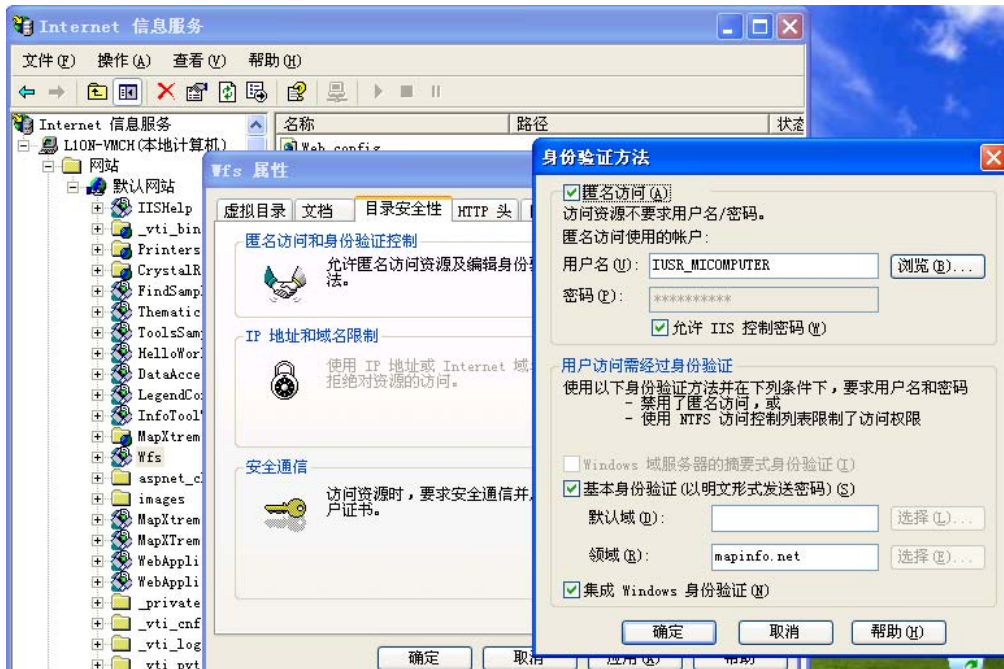 Internet 信息服务
文件(F) 操作(A) 查看(V) 帮助(H)
Internet 信息服务
LION-VMCH(本地计算机)
网站
默认网站
IISHelp
_vti_bin
Printers
CrystalR
FindSamp
Thematic
ToolsSam
HelloWor
DataAcce
LegendCo
InfoTool
MapXtrem
Wfs
aspnet_c
images
MapXtrem
MapXTrem
WebAppli
WebAppli
_private
_vti_cnf
_vti_log
_vti_pvt
名称 路径 状态
Web.config
Wfs 属性
虚拟目录 文档 目录安全性 HTTP 头
匿名访问和身份验证控制
允许匿名访问资源及编辑身份
法。
IP 地址和域名限制
使用 IP 地址或 Internet 域
拒绝对资源的访问。
安全通信
访问资源时,要求安全通信并
户证书。
确定 取消 应用(A) 帮助
身份验证方法
匿名访问(A)
访问资源不要求用户名/密码。
匿名访问使用的帐户:
用户名(U): IUSR_MICOMPUTER 浏览(B)...
密码(P): **********
允许 IIS 控制密码(W)
用户访问需经过身份验证
使用以下身份验证方法并在下列条件下,要求用户名和密码
- 禁用了匿名访问,或
- 使用 NTFS 访问控制列表限制了访问权限
Windows 域服务器的摘要式身份验证(I)
基本身份验证(以明文形式发送密码)(S)
默认域(D): 选择(L)...
领域(R): mapinfo.net 选择(E)...
集成 Windows 身份验证(N)
确定 取消 帮助(H)